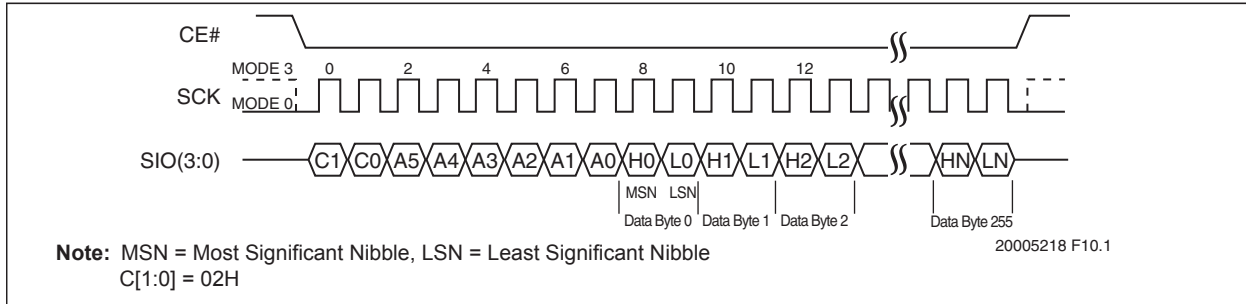 CE#
MODE 3 0 2 4 6 8 10 12
SCK MODE 0
SIO(3:0) C1 C0 A5 A4 A3 A2 A1 A0 H0 L0 H1 L1 H2 L2 HN LN
MSN LSN
Data Byte 0 Data Byte 1 Data Byte 2 Data Byte 255
20005218 F10.1
Note: MSN = Most Significant Nibble, LSN = Least Significant Nibble
C[1:0] = 02H